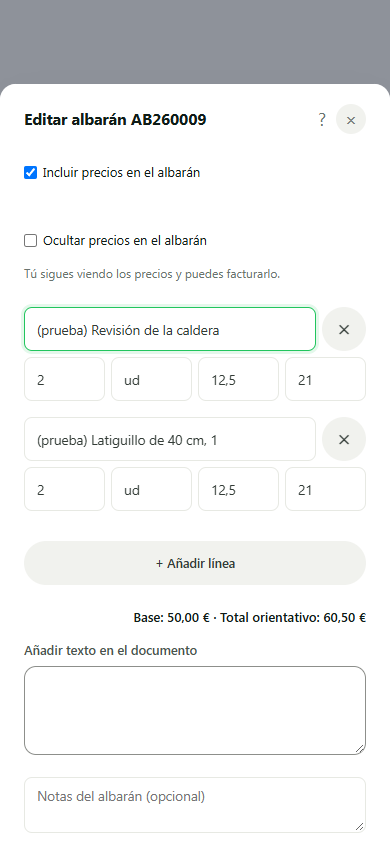 Editar albarán AB260009 ? ×
Incluir precios en el albarán
Ocultar precios en el albarán
Tú sigues viendo los precios y puedes facturarlo.
(prueba) Revisión de la caldera ×
2 ud 12,5 21
(prueba) Latiguillo de 40 cm, 1 ×
2 ud 12,5 21
+ Añadir línea
Base: 50,00 € · Total orientativo: 60,50 €
Añadir texto en el documento
Notas del albarán (opcional)